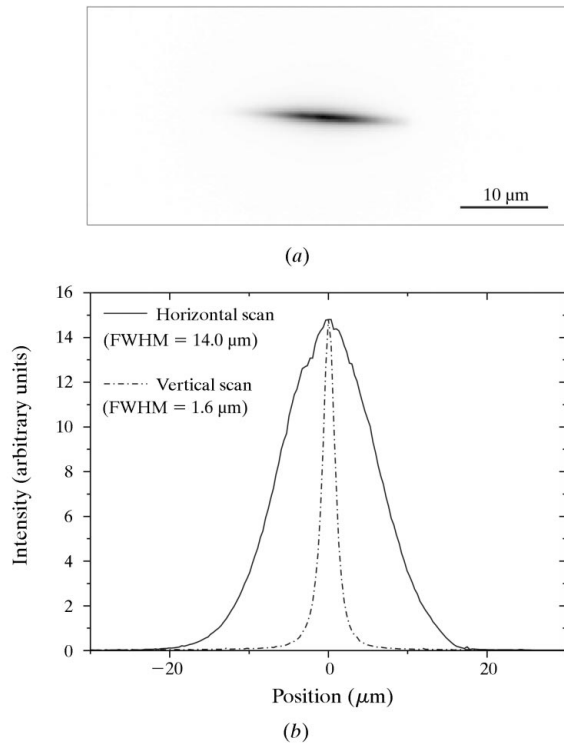 10 μm
(a)
16
14
12
10
8
6
4
2
0
Intensity (arbitrary units)
Horizontal scan
(FWHM = 14.0 μm)
Vertical scan
(FWHM = 1.6 μm)
−20
0
20
Position (μm)
(b)